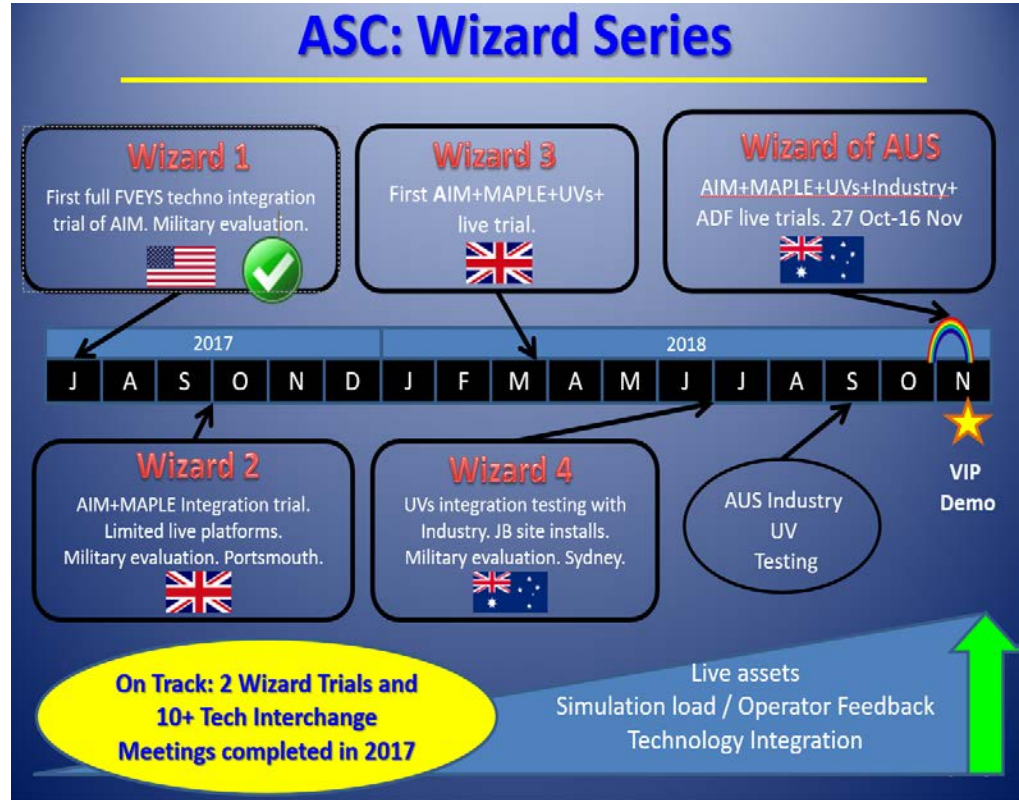 ASC: Wizard Series
Wizard 1
First full FVEYS techno integration
trial of AIM. Military evaluation.
Wizard 3
First AIM+MAPLE+UVs+
live trial.
Wizard of AUS
AIM+MAPLE+UVs+Industry+
ADF live trials. 27 Oct-16 Nov
2017
2018
J A S O N D J F M A M J J A S O N
Wizard 2
AIM+MAPLE Integration trial.
Limited live platforms.
Military evaluation. Portsmouth.
Wizard 4
UVs integration testing with
Industry. JB site installs.
Military evaluation. Sydney.
AUS Industry
UV
Testing
VIP
Demo
On Track: 2 Wizard Trials and
10+ Tech Interchange
Meetings completed in 2017
Live assets
Simulation load / Operator Feedback
Technology Integration